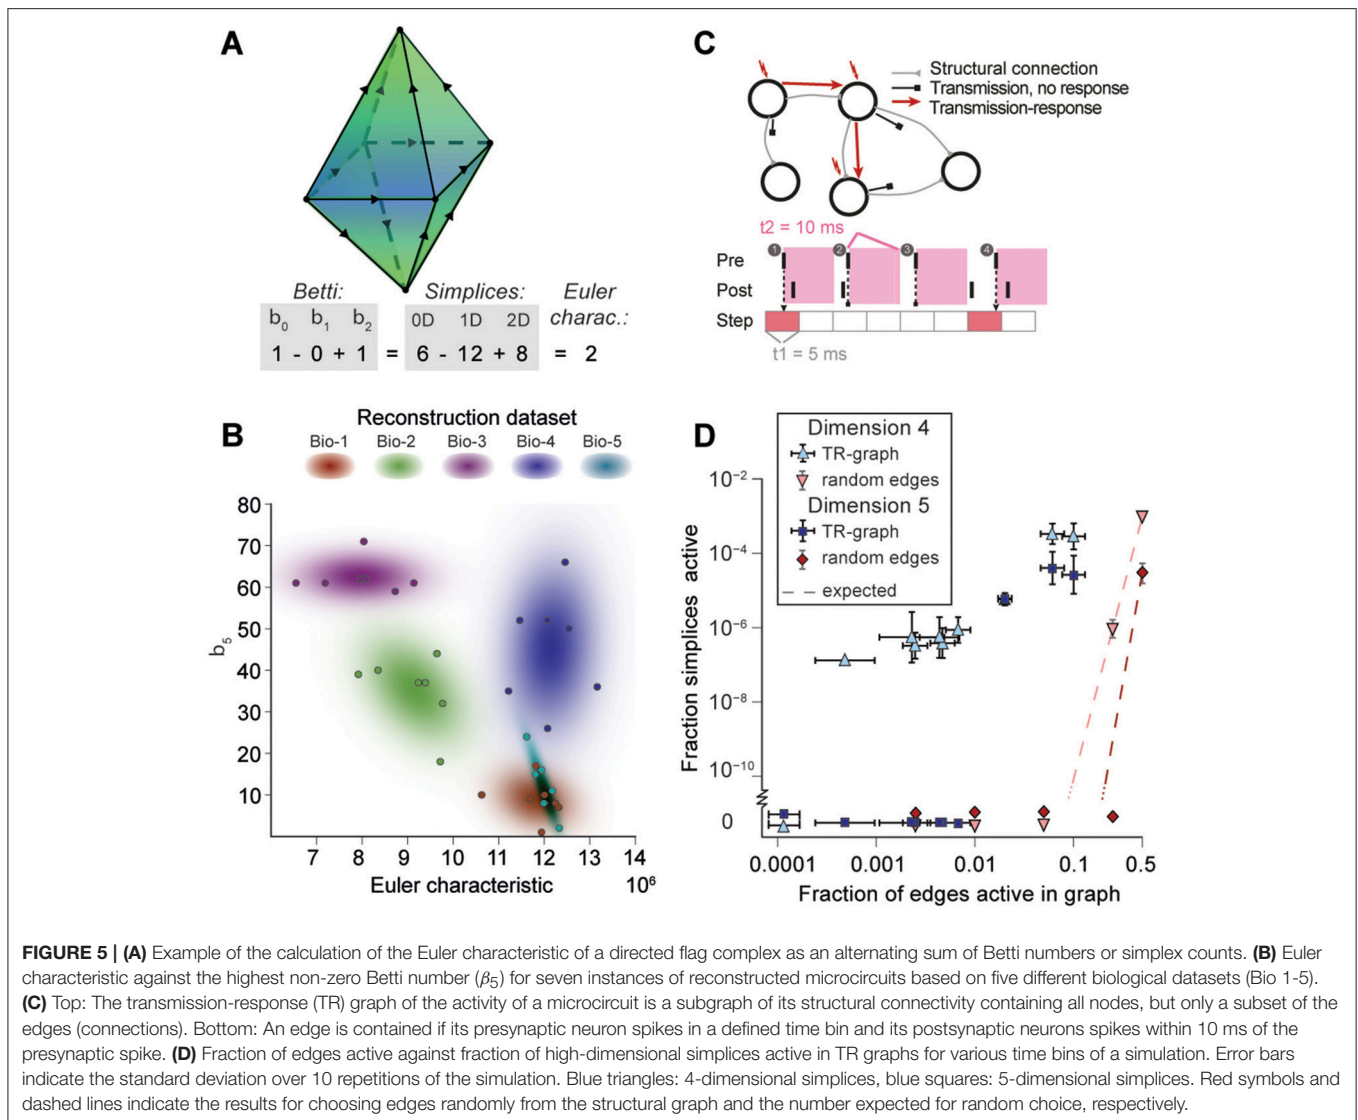 A
Betti:
Simplices:
Euler
charac.:
b0 b1 b2
0D 1D 2D
1 - 0 + 1 = 6 - 12 + 8 = 2
C
Structural connection
Transmission, no response
Transmission-response
t2 = 10 ms
1 2 3 4
Pre
Post
Step
t1 = 5 ms
B
Reconstruction dataset
Bio-1 Bio-2 Bio-3 Bio-4 Bio-5
b5
80
70
60
50
40
30
20
10
7 8 9 10 11 12 13 14
Euler characteristic 10^6
D
Dimension 4
TR-graph
random edges
Dimension 5
TR-graph
random edges
expected
Fraction simplices active
10^−2
10^−4
10^−6
10^−8
10^−10
0
0.0001 0.001 0.01 0.1 0.5
Fraction of edges active in graph
FIGURE 5 | (A) Example of the calculation of the Euler characteristic of a directed flag complex as an alternating sum of Betti numbers or simplex counts. (B) Euler
characteristic against the highest non-zero Betti number (β5) for seven instances of reconstructed microcircuits based on five different biological datasets (Bio 1-5).
(C) Top: The transmission-response (TR) graph of the activity of a microcircuit is a subgraph of its structural connectivity containing all nodes, but only a subset of the
edges (connections). Bottom: An edge is contained if its presynaptic neuron spikes in a defined time bin and its postsynaptic neurons spikes within 10 ms of the
presynaptic spike. (D) Fraction of edges active against fraction of high-dimensional simplices active in TR graphs for various time bins of a simulation. Error bars
indicate the standard deviation over 10 repetitions of the simulation. Blue triangles: 4-dimensional simplices, blue squares: 5-dimensional simplices. Red symbols and
dashed lines indicate the results for choosing edges randomly from the structural graph and the number expected for random choice, respectively.